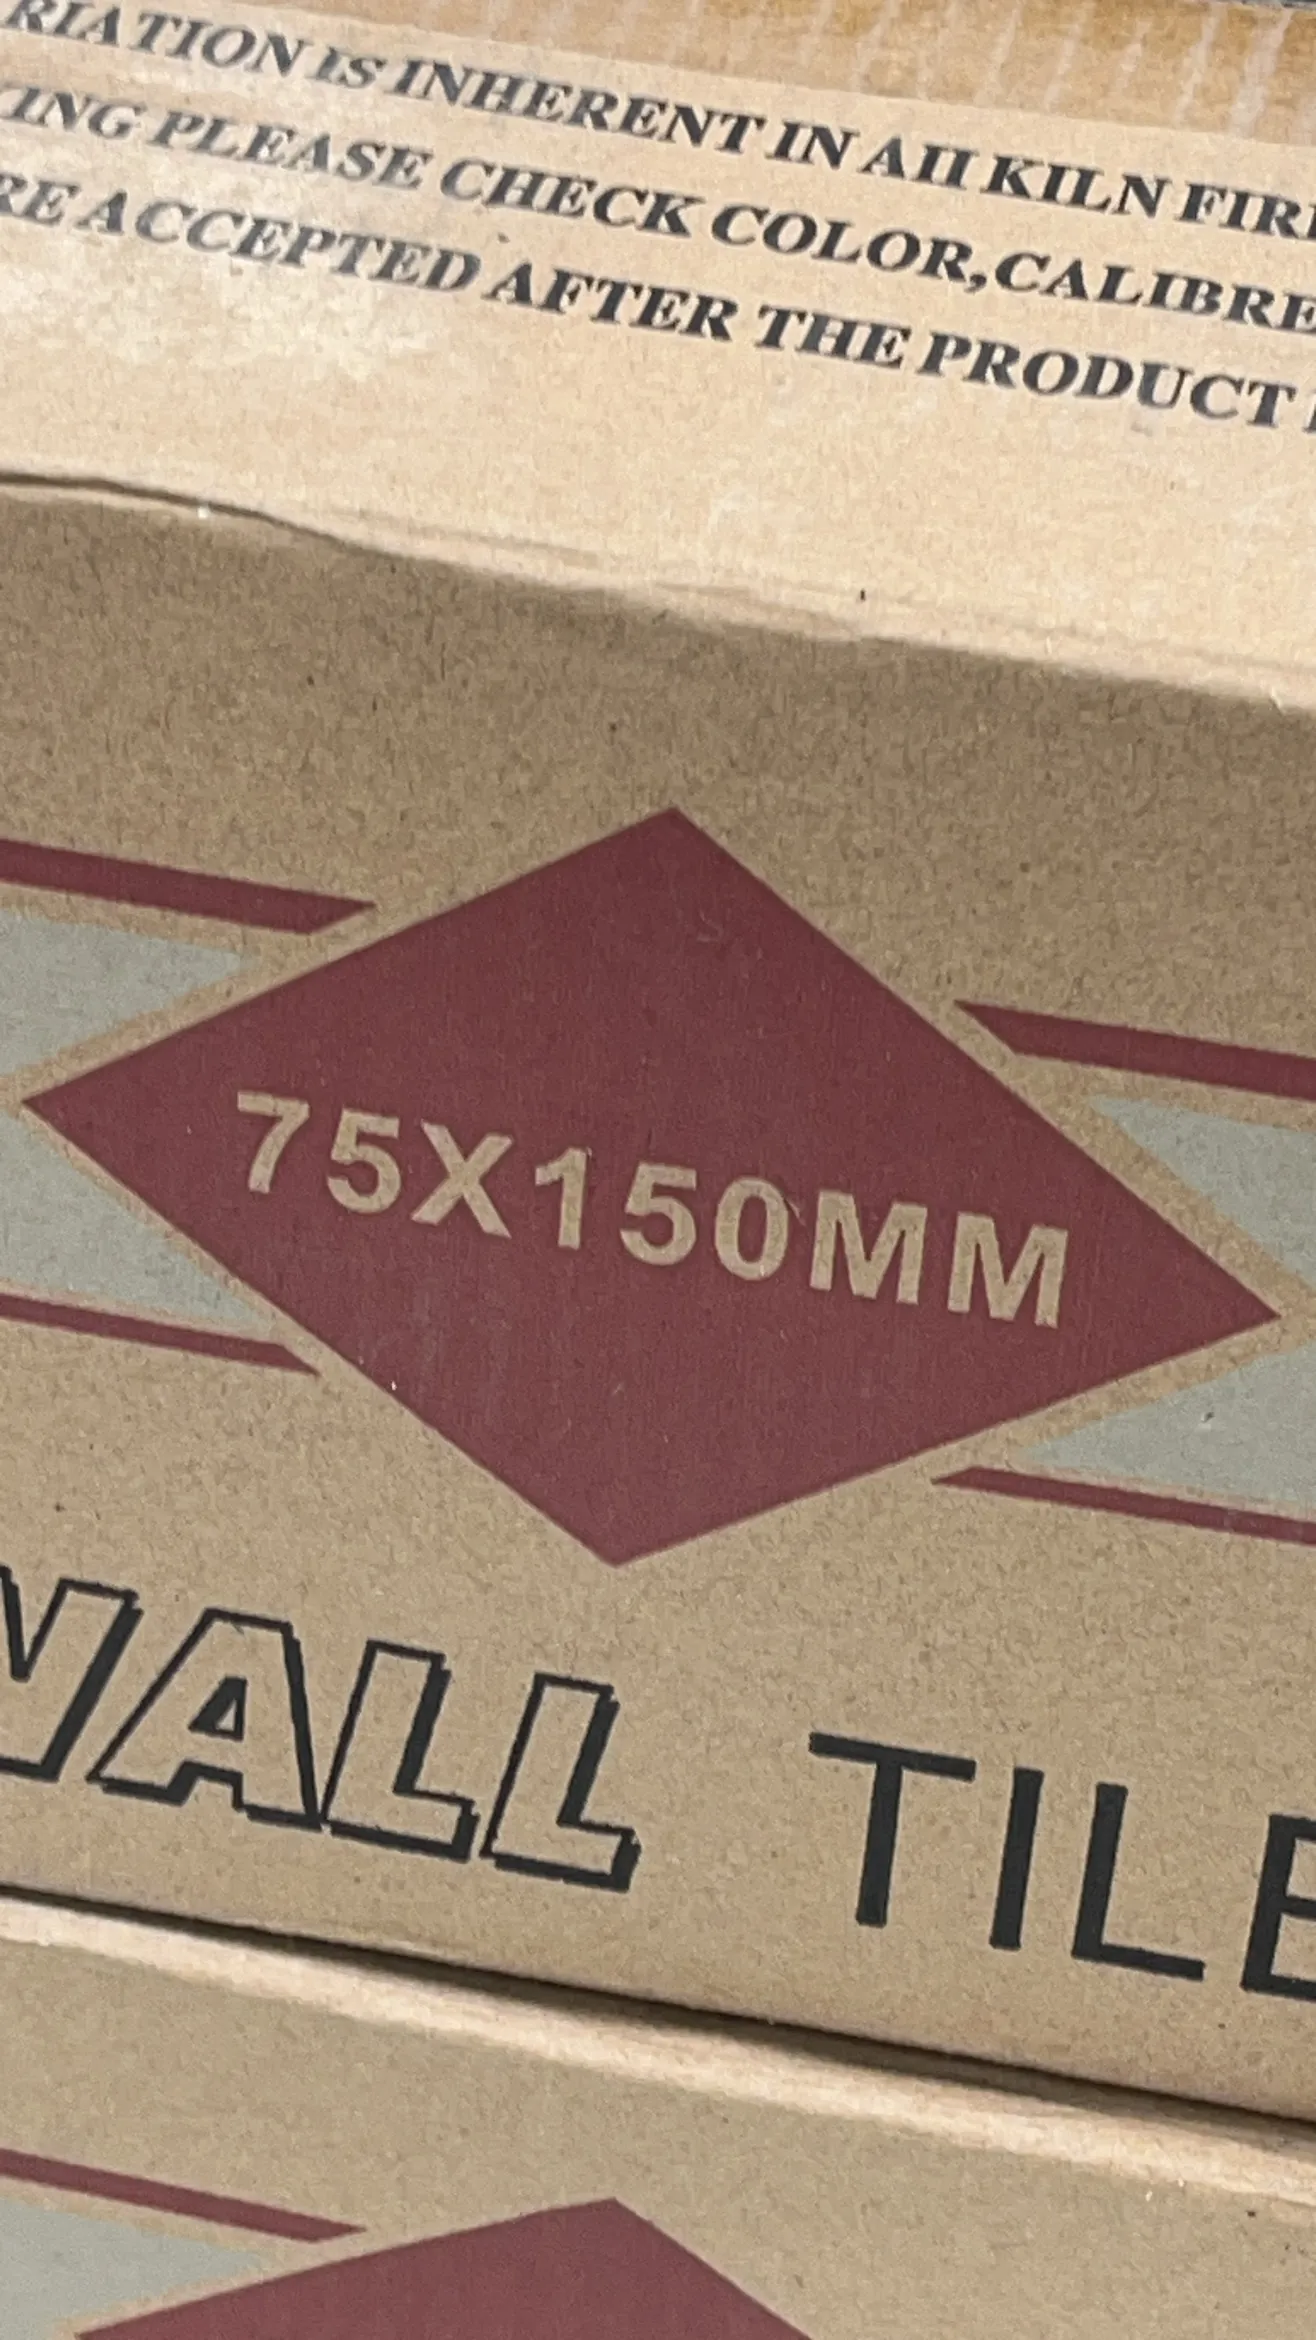 RIATION IS INHERENT IN AII KILN FIR
ING PLEASE CHECK COLOR,CALIBRE
RE ACCEPTED AFTER THE PRODUCT
75X150MM
WALL TILE